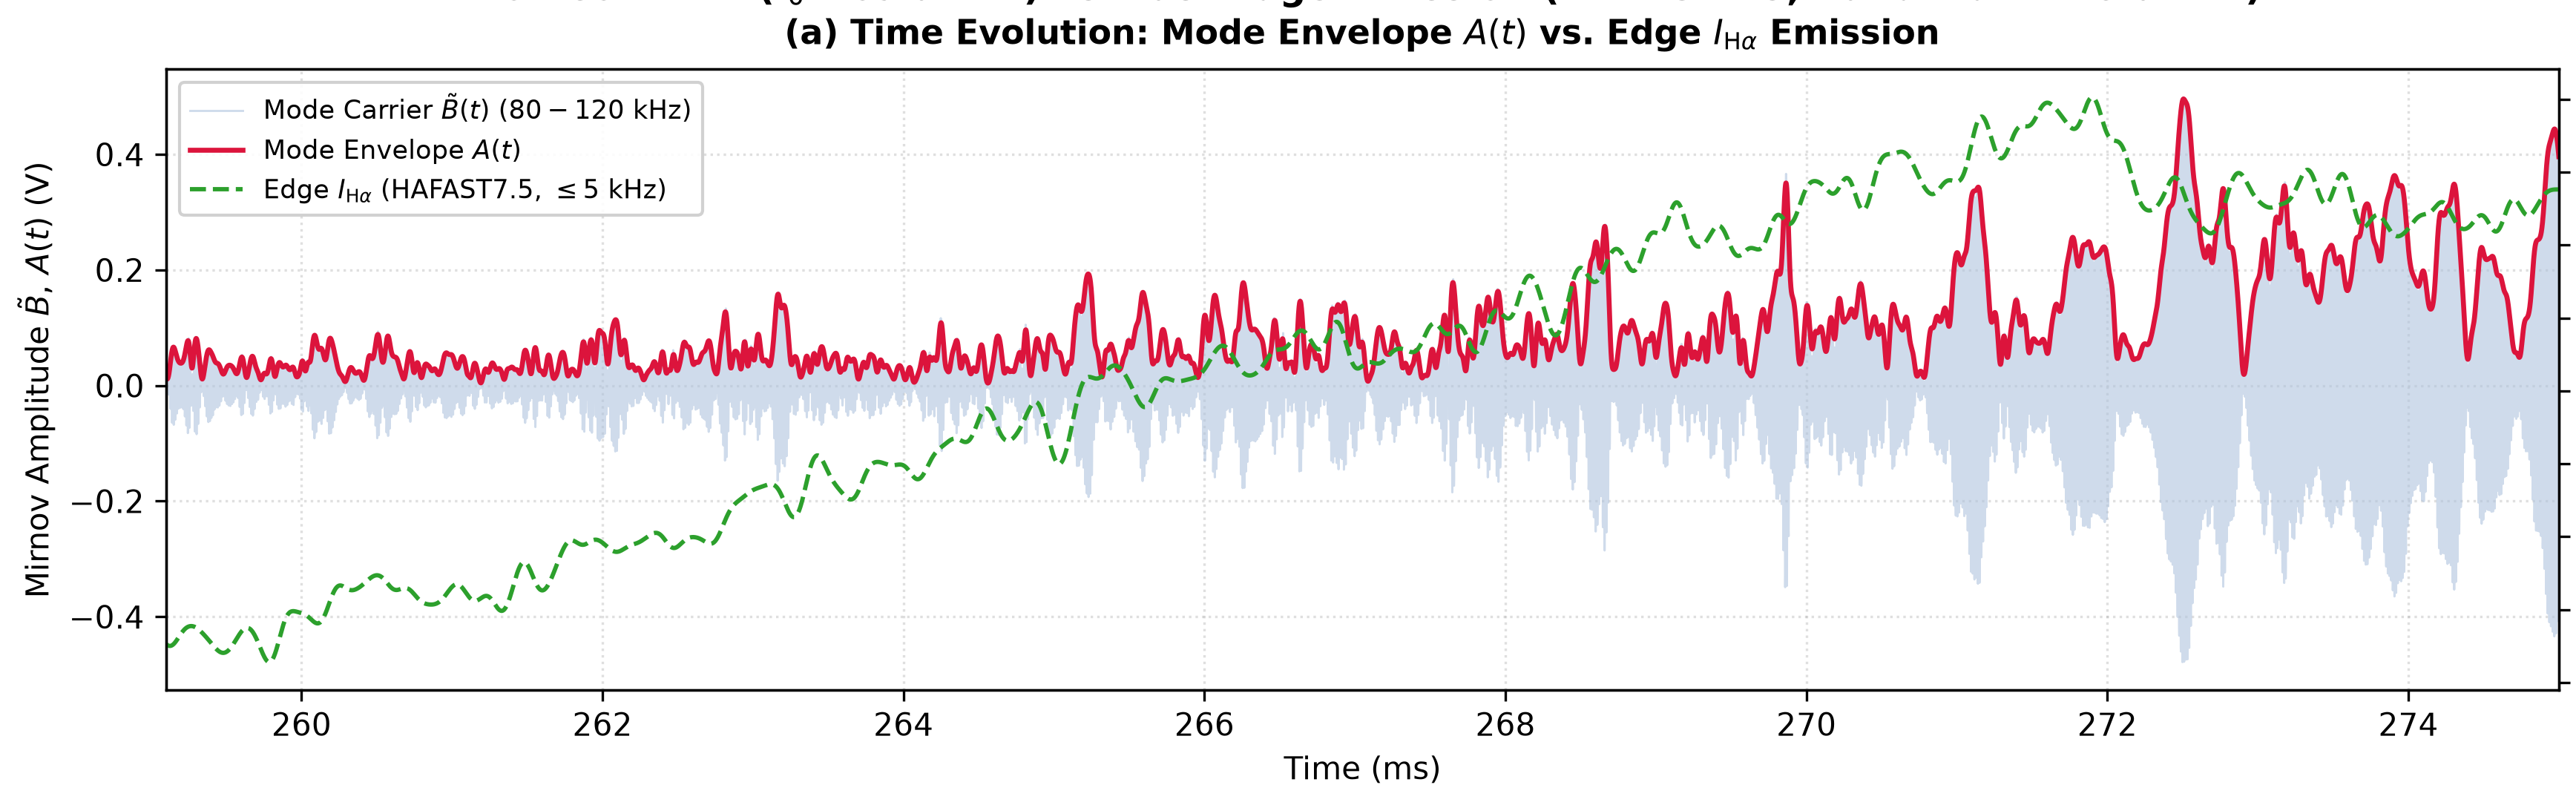 (a) Time Evolution: Mode Envelope A(t) vs. Edge I_Hα Emission
Mode Carrier B̃(t) (80 − 120 kHz)
Mode Envelope A(t)
Edge I_Hα (HAFAST7.5, ≤ 5 kHz)
Mirnov Amplitude B̃, A(t) (V)
0.4
0.2
0.0
−0.2
−0.4
260
262
264
266
268
270
272
274
Time (ms)